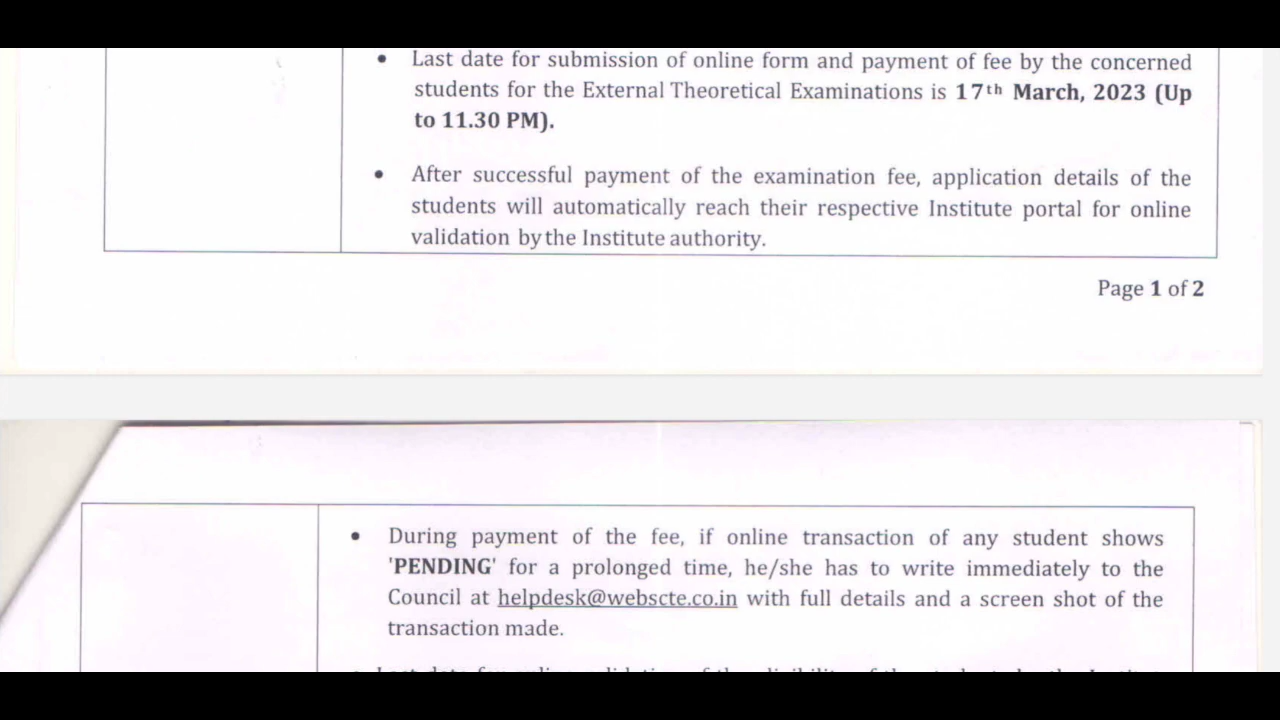 • Last date for submission of online form and payment of fee by the concerned
students for the External Theoretical Examinations is 17th March, 2023 (Up
to 11.30 PM).
• After successful payment of the examination fee, application details of the
students will automatically reach their respective Institute portal for online
validation by the Institute authority.
Page 1 of 2
• During payment of the fee, if online transaction of any student shows
'PENDING' for a prolonged time, he/she has to write immediately to the
Council at helpdesk@webscte.co.in with full details and a screen shot of the
transaction made.